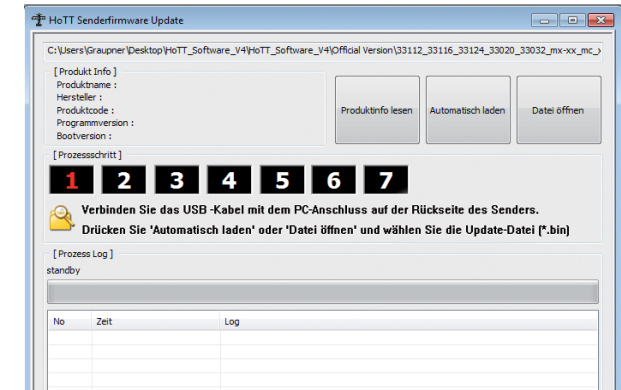 HoTT Senderfirmware Update
C:\Users\Graupner\Desktop\HoTT_Software_V4\HoTT_Software_V4\Official Version\33112_33116_33124_33020_33032_mx-xx_mc_
[ Produkt Info ]
Produktname :
Hersteller :
Produktcode :
Programmversion :
Bootversion :
Produktinfo lesen
Automatisch laden
Datei öffnen
[ Prozessschritt ]
1 2 3 4 5 6 7
Verbinden Sie das USB -Kabel mit dem PC-Anschluss auf der Rückseite des Senders.
Drücken Sie 'Automatisch laden' oder 'Datei öffnen' und wählen Sie die Update-Datei (*.bin)
[ Prozess Log ]
standby
No Zeit Log